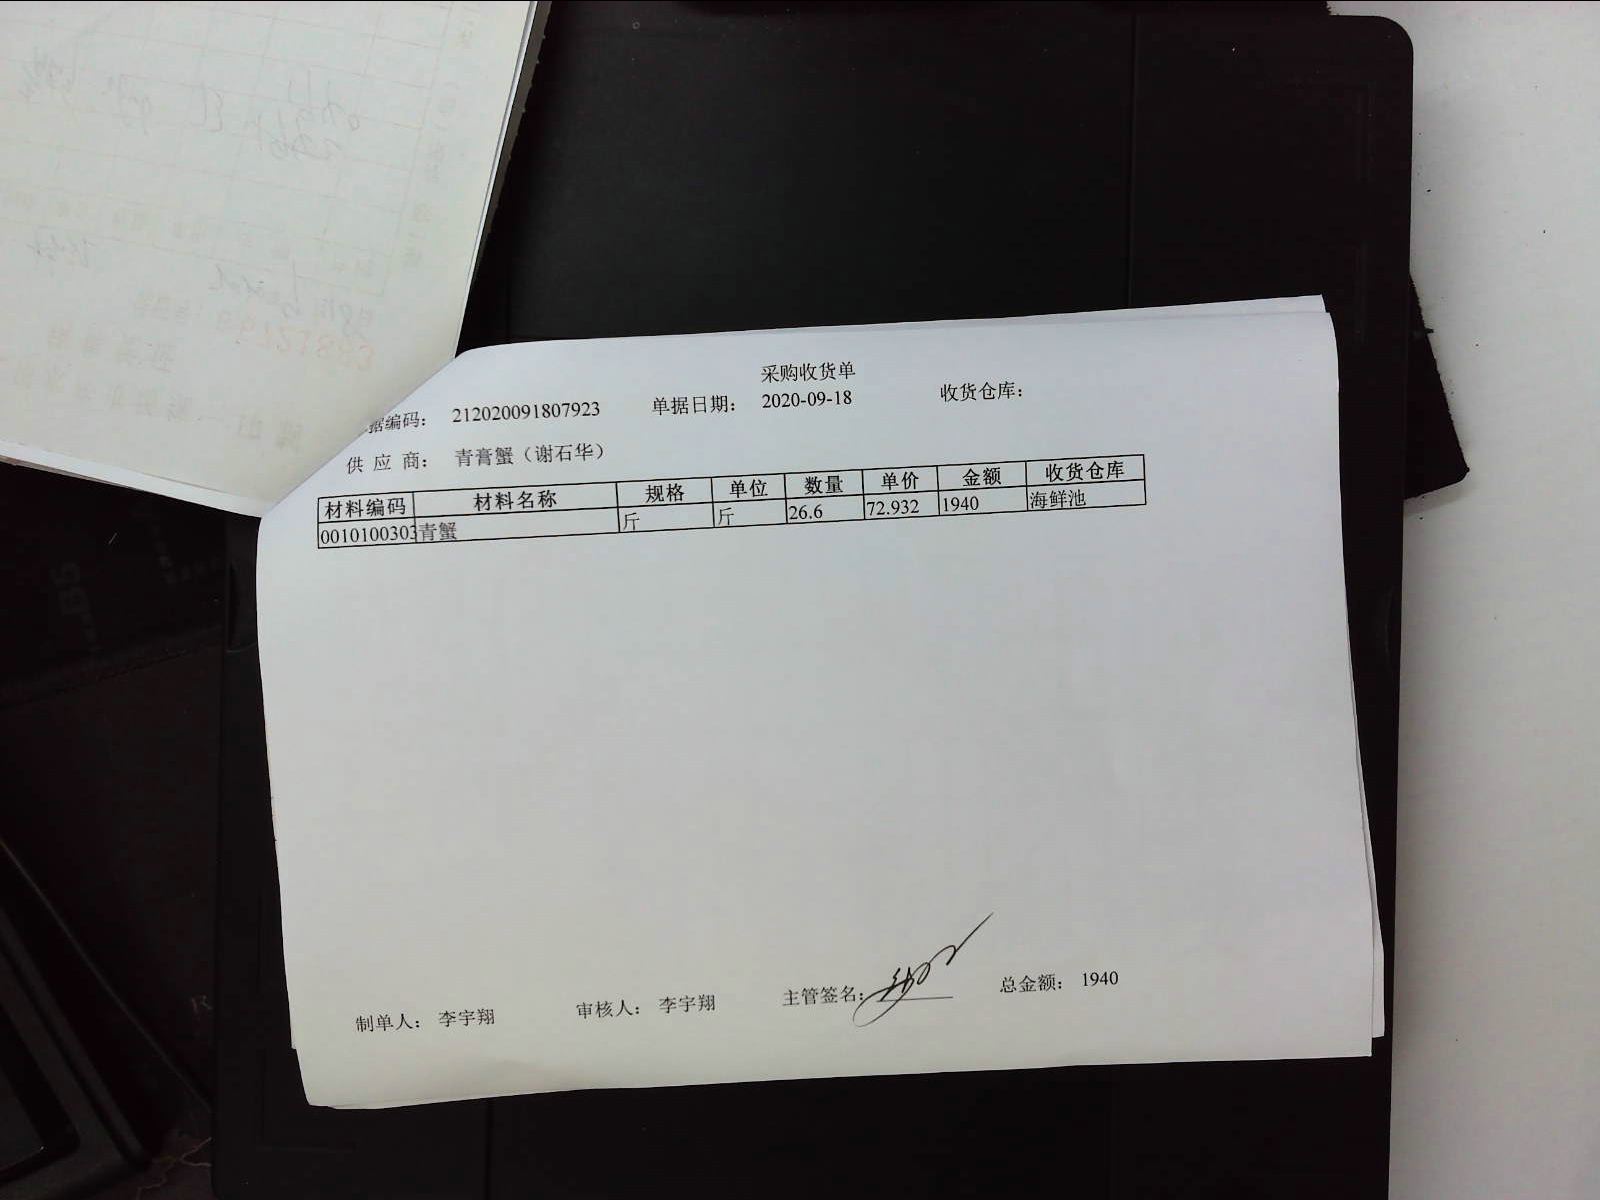 采购收货单
据编码： 212020091807923 单据日期： 2020-09-18 收货仓库：
供 应 商： 青膏蟹（谢石华）
材料编码 材料名称 规格 单位 数量 单价 金额 收货仓库
0010100303 青蟹 斤 斤 26.6 72.932 1940 海鲜池
制单人： 李宇翔 审核人： 李宇翔 主管签名： 总金额： 1940